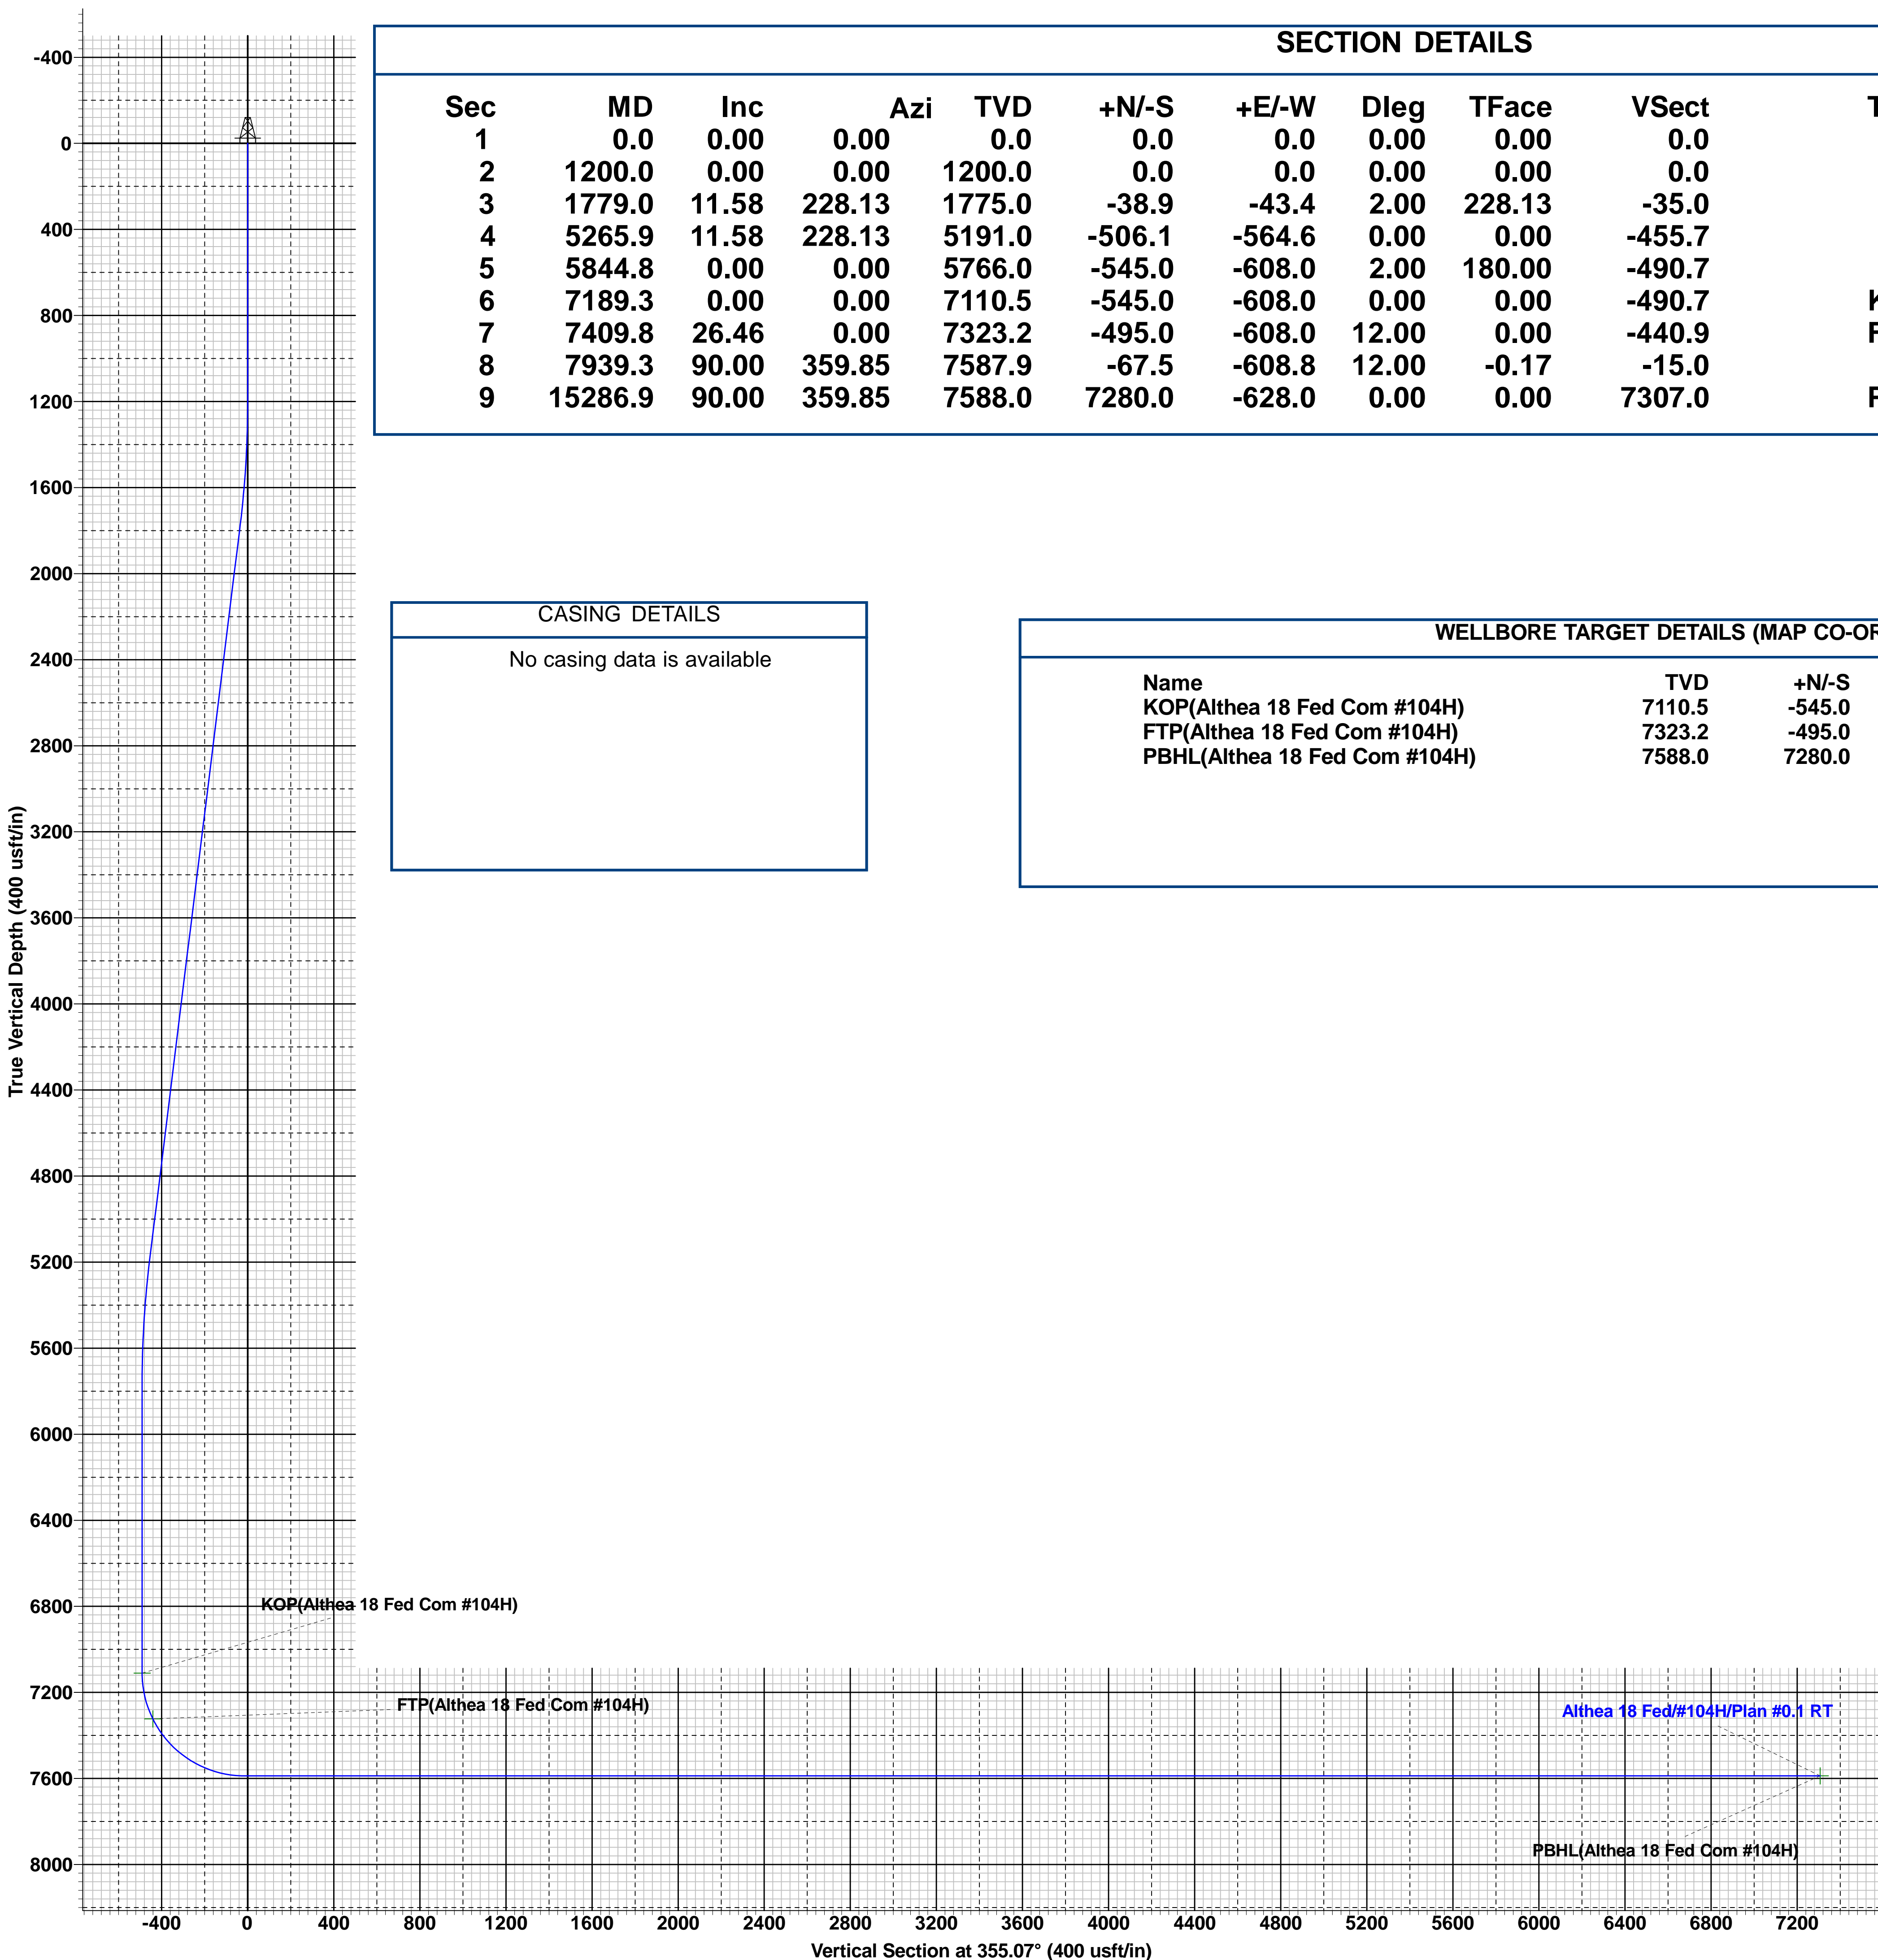 SECTION DETAILS
Sec MD Inc Azi TVD +N/-S +E/-W Dleg TFace VSect T
1 0.0 0.00 0.00 0.0 0.0 0.0 0.00 0.00 0.0
2 1200.0 0.00 0.00 1200.0 0.0 0.0 0.00 0.00 0.0
3 1779.0 11.58 228.13 1775.0 -38.9 -43.4 2.00 228.13 -35.0
4 5265.9 11.58 228.13 5191.0 -506.1 -564.6 0.00 0.00 -455.7
5 5844.8 0.00 0.00 5766.0 -545.0 -608.0 2.00 180.00 -490.7
6 7189.3 0.00 0.00 7110.5 -545.0 -608.0 0.00 0.00 -490.7
7 7409.8 26.46 0.00 7323.2 -495.0 -608.0 12.00 0.00 -440.9
8 7939.3 90.00 359.85 7587.9 -67.5 -608.8 12.00 -0.17 -15.0
9 15286.9 90.00 359.85 7588.0 7280.0 -628.0 0.00 0.00 7307.0
CASING DETAILS
No casing data is available
WELLBORE TARGET DETAILS (MAP CO-OR
Name TVD +N/-S
KOP(Althea 18 Fed Com #104H) 7110.5 -545.0
FTP(Althea 18 Fed Com #104H) 7323.2 -495.0
PBHL(Althea 18 Fed Com #104H) 7588.0 7280.0
True Vertical Depth (400 usft/in)
-400
0
400
800
1200
1600
2000
2400
2800
3200
3600
4000
4400
4800
5200
5600
6000
6400
6800
7200
7600
8000
KOP(Althea 18 Fed Com #104H)
FTP(Althea 18 Fed Com #104H)
Althea 18 Fed/#104H/Plan #0.1 RT
PBHL(Althea 18 Fed Com #104H)
-400 0 400 800 1200 1600 2000 2400 2800 3200 3600 4000 4400 4800 5200 5600 6000 6400 6800 7200
Vertical Section at 355.07° (400 usft/in)